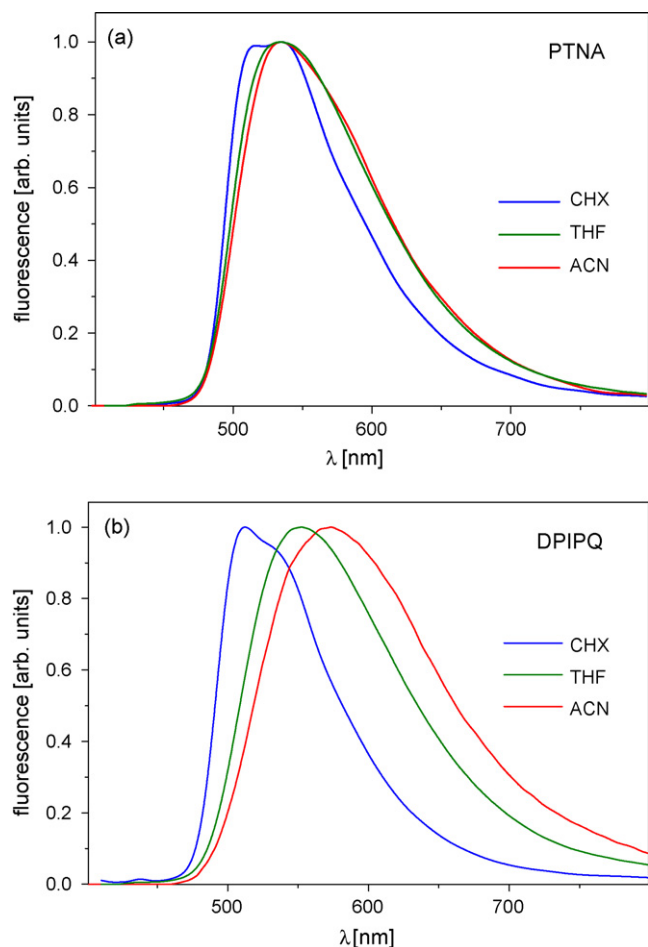 (a)
PTNA
fluorescence [arb. units]
1.0
0.8
0.6
0.4
0.2
0.0
CHX
THF
ACN
500
600
700
λ [nm]
(b)
DPIPQ
fluorescence [arb. units]
1.0
0.8
0.6
0.4
0.2
0.0
CHX
THF
ACN
500
600
700
λ [nm]